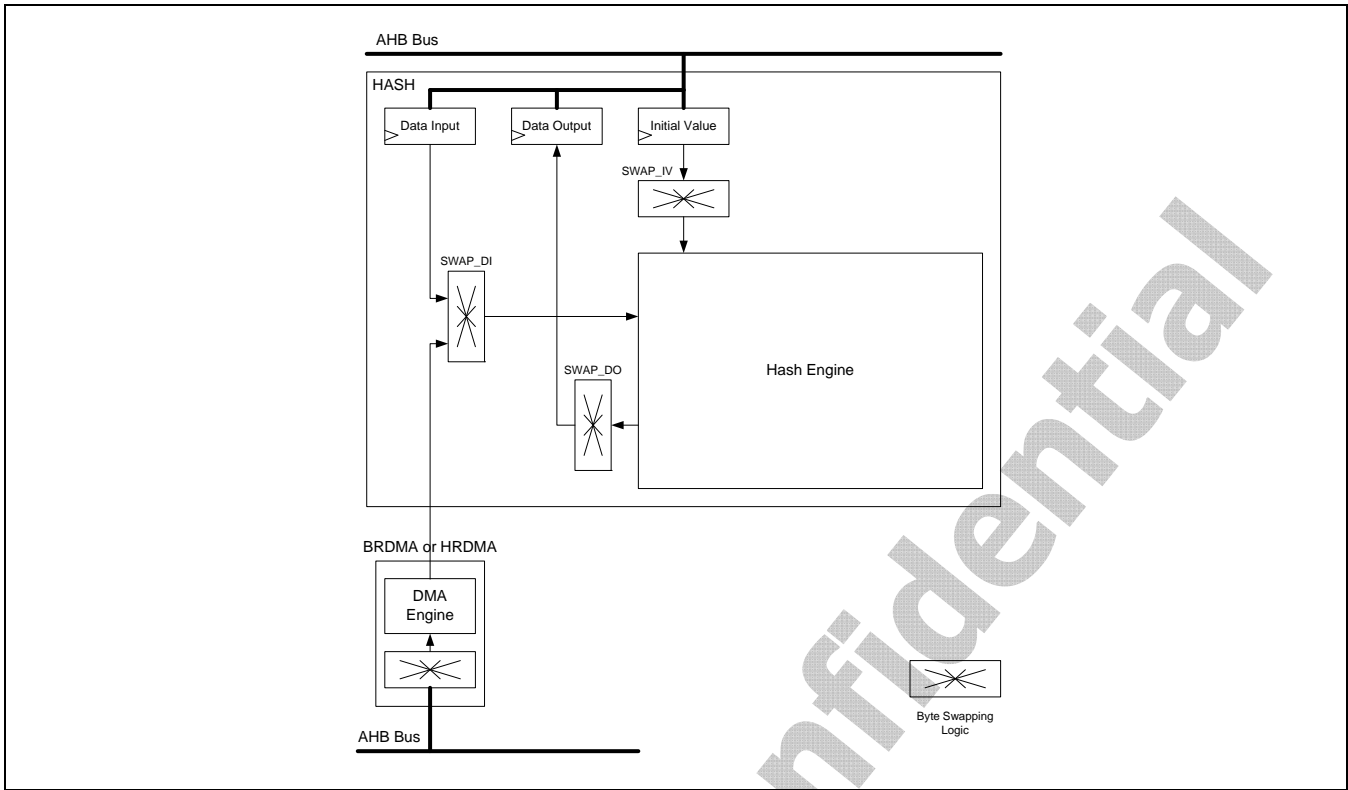 AHB Bus
HASH
Data Input
Data Output
Initial Value
SWAP_IV
SWAP_DI
SWAP_DO
Hash Engine
BRDMA or HRDMA
DMA
Engine
Byte Swapping
Logic
AHB Bus
nfidential